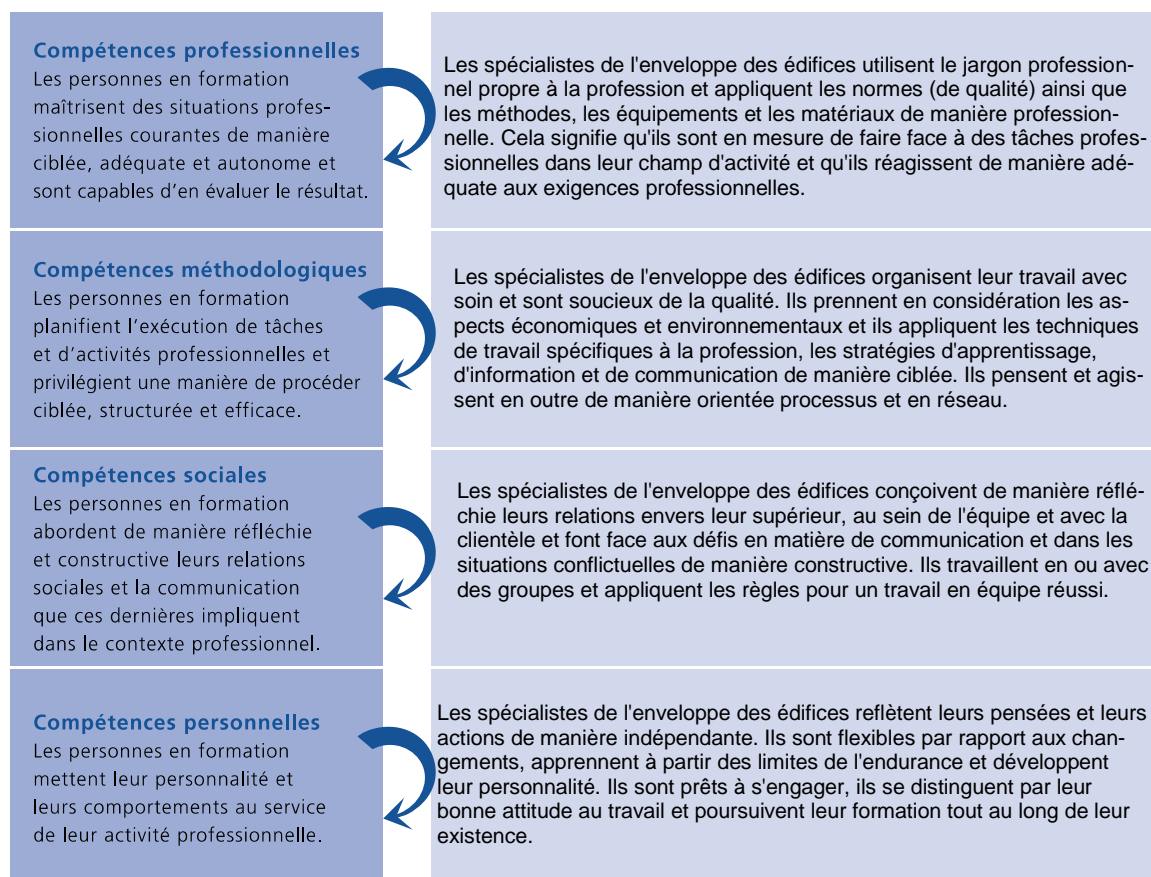 Compétences professionnelles
Les personnes en formation
maîtrisent des situations profes-
sionnelles courantes de manière
ciblée, adéquate et autonome et
sont capables d’en évaluer le résultat.
Les spécialistes de l'enveloppe des édifices utilisent le jargon profession-
nel propre à la profession et appliquent les normes (de qualité) ainsi que
les méthodes, les équipements et les matériaux de manière profession-
nelle. Cela signifie qu'ils sont en mesure de faire face à des tâches profes-
sionnelles dans leur champ d'activité et qu'ils réagissent de manière adé-
quate aux exigences professionnelles.
Compétences méthodologiques
Les personnes en formation
planifient l’exécution de tâches
et d’activités professionnelles et
privilégient une manière de procéder
ciblée, structurée et efficace.
Les spécialistes de l'enveloppe des édifices organisent leur travail avec
soin et sont soucieux de la qualité. Ils prennent en considération les as-
pects économiques et environnementaux et ils appliquent les techniques
de travail spécifiques à la profession, les stratégies d'apprentissage,
d'information et de communication de manière ciblée. Ils pensent et agis-
sent en outre de manière orientée processus et en réseau.
Compétences sociales
Les personnes en formation
abordent de manière réfléchie
et constructive leurs relations
sociales et la communication
que ces dernières impliquent
dans le contexte professionnel.
Les spécialistes de l'enveloppe des édifices conçoivent de manière réflé-
chie leurs relations envers leur supérieur, au sein de l'équipe et avec la
clientèle et font face aux défis en matière de communication et dans les
situations conflictuelles de manière constructive. Ils travaillent en ou avec
des groupes et appliquent les règles pour un travail en équipe réussi.
Compétences personnelles
Les personnes en formation
mettent leur personnalité et
leurs comportements au service
de leur activité professionnelle.
Les spécialistes de l'enveloppe des édifices reflètent leurs pensées et leurs
actions de manière indépendante. Ils sont flexibles par rapport aux chan-
gements, apprennent à partir des limites de l'endurance et développent
leur personnalité. Ils sont prêts à s'engager, ils se distinguent par leur
bonne attitude au travail et poursuivent leur formation tout au long de leur
existence.